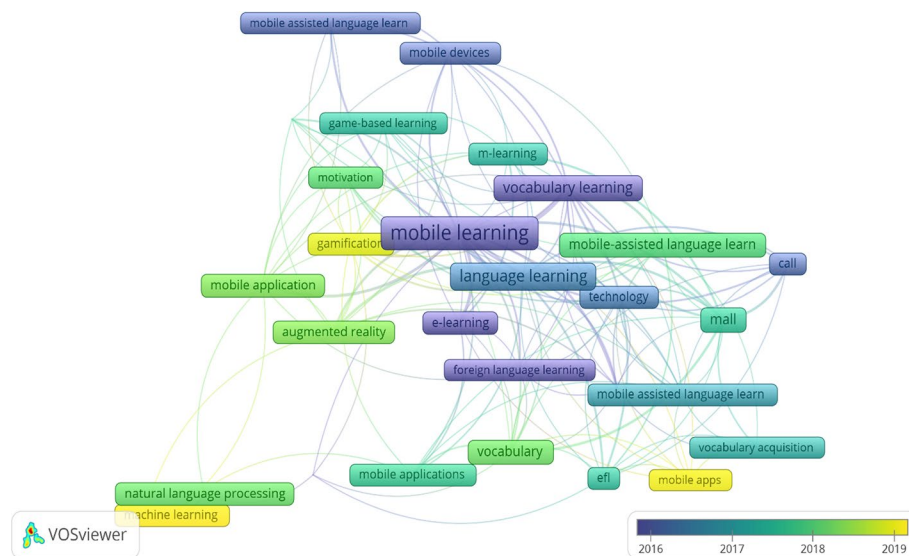 mobile assisted language learn
mobile devices
game-based learning
m-learning
motivation
vocabulary learning
mobile learning
gamification
mobile-assisted language learn
call
language learning
mobile application
technology
e-learning
mall
augmented reality
foreign language learning
mobile assisted language learn
vocabulary acquisition
vocabulary
mobile applications
efl
mobile apps
natural language processing
machine learning
VOSviewer
2016 2017 2018 2019